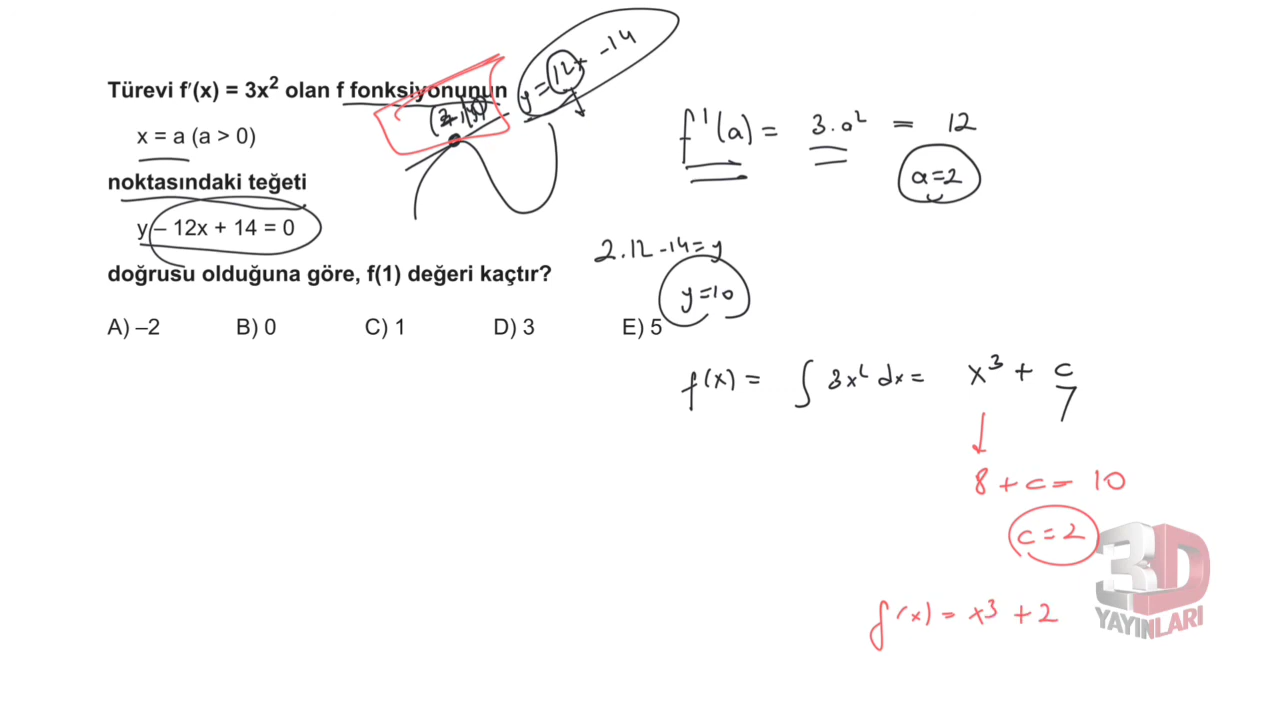 Türevi f'(x) = 3x² olan f fonksiyonunun
x = a (a > 0)
noktasındaki teğeti
y – 12x + 14 = 0
doğrusu olduğuna göre, f(1) değeri kaçtır?
A) –2 B) 0 C) 1 D) 3 E) 5
y = 12x - 14
f'(a) = 3.a² = 12
a=2
2.12-14=y
y=10
f(x) = ∫ 3x² dx = x³ + c
8 + c = 10
c = 2
f(x) = x³ + 2
3D
YAYINLARI